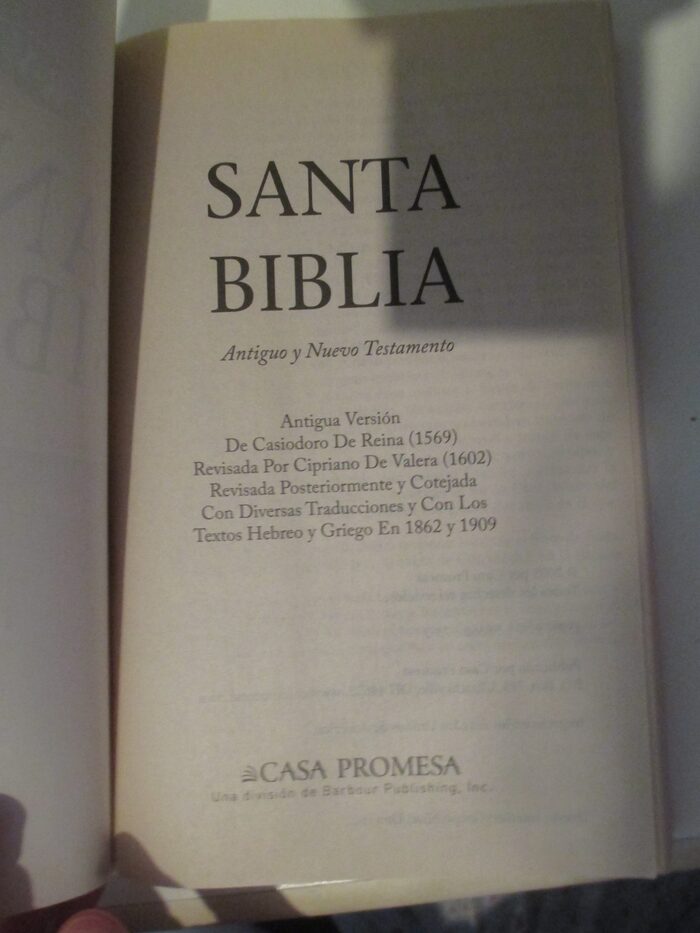 SANTA
BIBLIA
Antiguo y Nuevo Testamento
Antigua Versión
De Casiodoro De Reina (1569)
Revisada Por Cipriano De Valera (1602)
Revisada Posteriormente y Cotejada
Con Diversas Traducciones y Con Los
Textos Hebreo y Griego En 1862 y 1909
CASA PROMESA
Una división de Barbour Publishing, Inc.